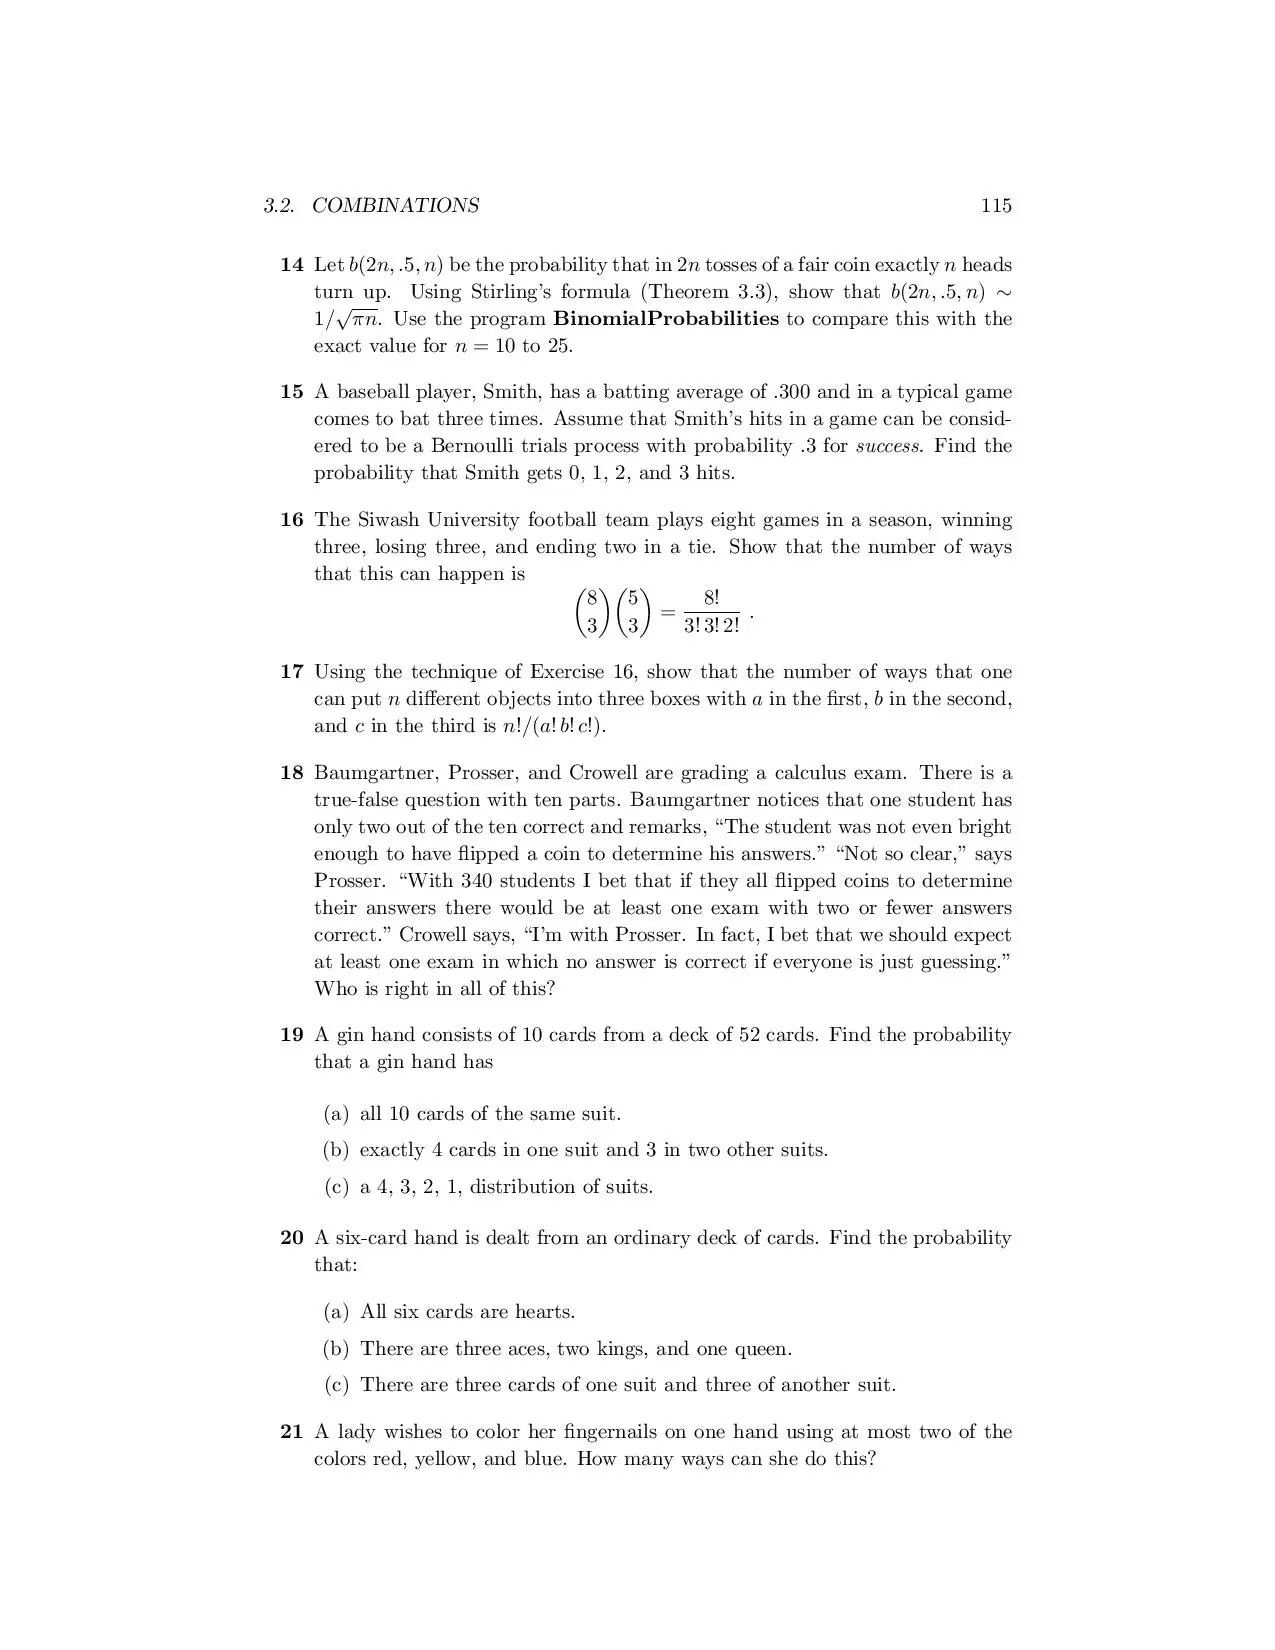 3.2. COMBINATIONS 115
14 Let b(2n, .5, n) be the probability that in 2n tosses of a fair coin exactly n heads
turn up. Using Stirling's formula (Theorem 3.3), show that b(2n, .5, n) ∼
1/√πn. Use the program BinomialProbabilities to compare this with the
exact value for n = 10 to 25.
15 A baseball player, Smith, has a batting average of .300 and in a typical game
comes to bat three times. Assume that Smith's hits in a game can be consid-
ered to be a Bernoulli trials process with probability .3 for success. Find the
probability that Smith gets 0, 1, 2, and 3 hits.
16 The Siwash University football team plays eight games in a season, winning
three, losing three, and ending two in a tie. Show that the number of ways
that this can happen is
(8 3)(5 3) = 8!/(3! 3! 2!) .
17 Using the technique of Exercise 16, show that the number of ways that one
can put n different objects into three boxes with a in the first, b in the second,
and c in the third is n!/(a! b! c!).
18 Baumgartner, Prosser, and Crowell are grading a calculus exam. There is a
true-false question with ten parts. Baumgartner notices that one student has
only two out of the ten correct and remarks, “The student was not even bright
enough to have flipped a coin to determine his answers.” “Not so clear,” says
Prosser. “With 340 students I bet that if they all flipped coins to determine
their answers there would be at least one exam with two or fewer answers
correct.” Crowell says, “I'm with Prosser. In fact, I bet that we should expect
at least one exam in which no answer is correct if everyone is just guessing.”
Who is right in all of this?
19 A gin hand consists of 10 cards from a deck of 52 cards. Find the probability
that a gin hand has
(a) all 10 cards of the same suit.
(b) exactly 4 cards in one suit and 3 in two other suits.
(c) a 4, 3, 2, 1, distribution of suits.
20 A six-card hand is dealt from an ordinary deck of cards. Find the probability
that:
(a) All six cards are hearts.
(b) There are three aces, two kings, and one queen.
(c) There are three cards of one suit and three of another suit.
21 A lady wishes to color her fingernails on one hand using at most two of the
colors red, yellow, and blue. How many ways can she do this?